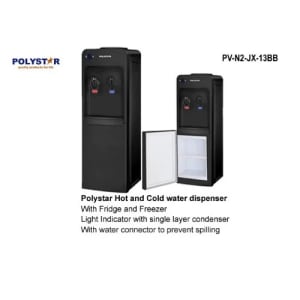 POLYSTAR
PV-N2-JX-13BB
Polystar Hot and Cold water dispenser
With Fridge and Freezer
Light Indicator with single layer condenser
With water connector to prevent spilling